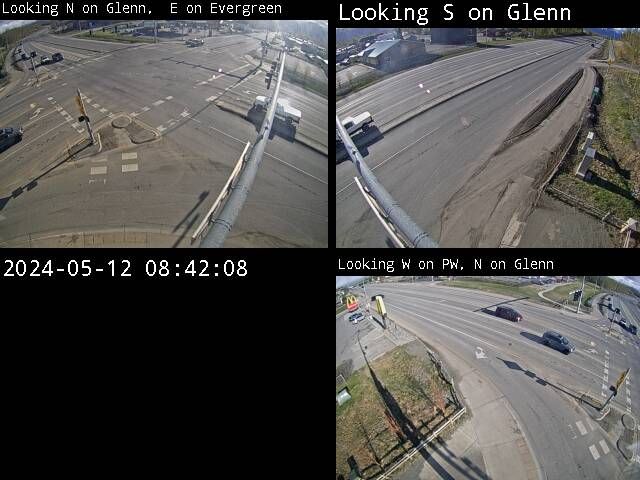 Looking N on Glenn,  E on Evergreen
Looking S on Glenn
2024-05-12 08:42:08
Looking W on PW, N on Glenn